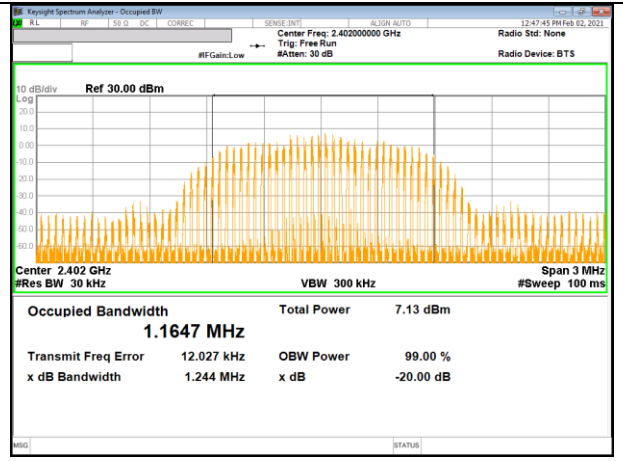 Keysight Spectrum Analyzer - Occupied BW
RL RF 50 Ω DC CORREC SENSE:INT ALIGN AUTO 12:47:45 PM Feb 02, 2021
Center Freq: 2.402000000 GHz Radio Std: None
Trig: Free Run
#IFGain:Low #Atten: 30 dB Radio Device: BTS
10 dB/div Ref 30.00 dBm
Log
20.0
10.0
0.00
-10.0
-20.0
-30.0
-40.0
-50.0
-60.0
Center 2.402 GHz Span 3 MHz
#Res BW 30 kHz VBW 300 kHz #Sweep 100 ms
Occupied Bandwidth Total Power 7.13 dBm
1.1647 MHz
Transmit Freq Error 12.027 kHz OBW Power 99.00 %
x dB Bandwidth 1.244 MHz x dB -20.00 dB
MSG STATUS